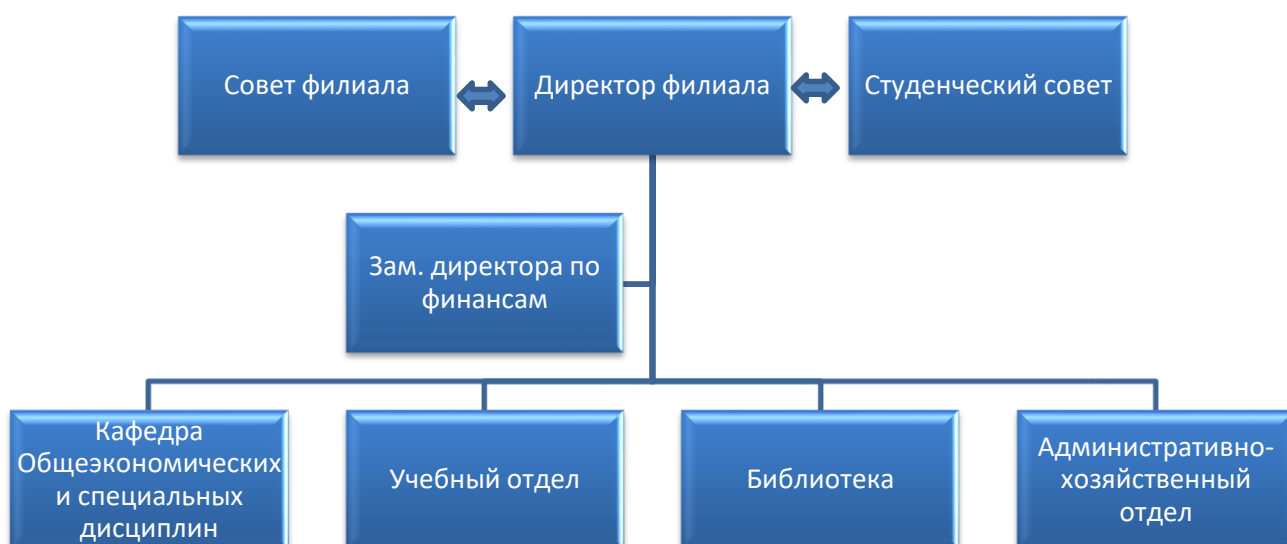 Совет филиала
Директор филиала
Студенческий совет
Зам. директора по
финансам
Кафедра
Общеэкономических
и специальных
дисциплин
Учебный отдел
Библиотека
Административно-
хозяйственный
отдел